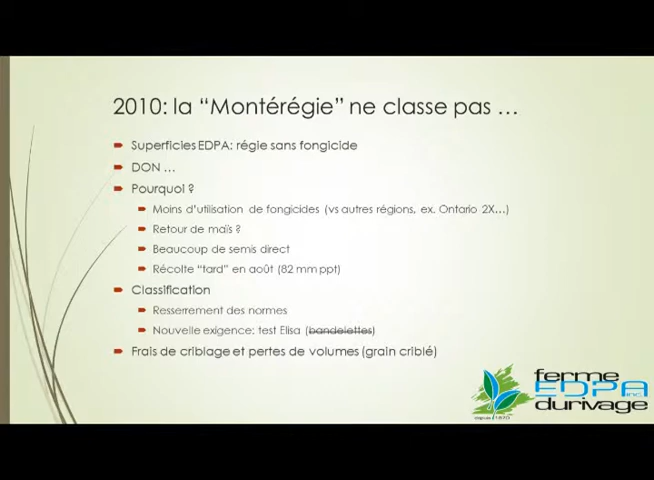 2010: la “Montérégie” ne classe pas …
Superficies EDPA: régie sans fongicide
DON …
Pourquoi ?
Moins d’utilisation de fongicides (vs autres régions, ex. Ontario 2X…)
Retour de maïs ?
Beaucoup de semis direct
Récolte “tard” en août (82 mm ppt)
Classification
Resserrement des normes
Nouvelle exigence: test Elisa (bandelettes)
Frais de criblage et pertes de volumes (grain criblé)
ferme
EDPA inc.
durivage